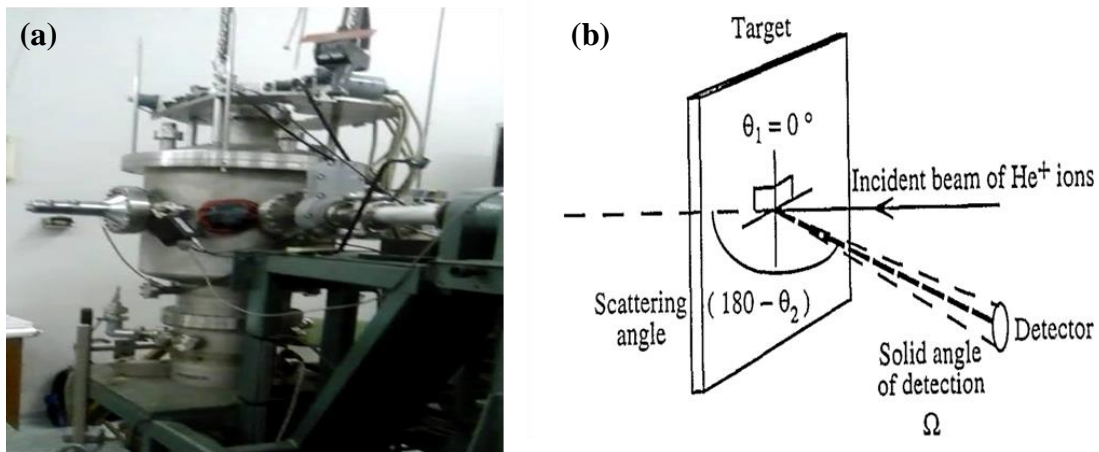 (a)
(b)
Target
θ₁ = 0 °
Incident beam of He⁺ ions
Scattering
angle
(180 - θ₂)
Detector
Solid angle
of detection
Ω